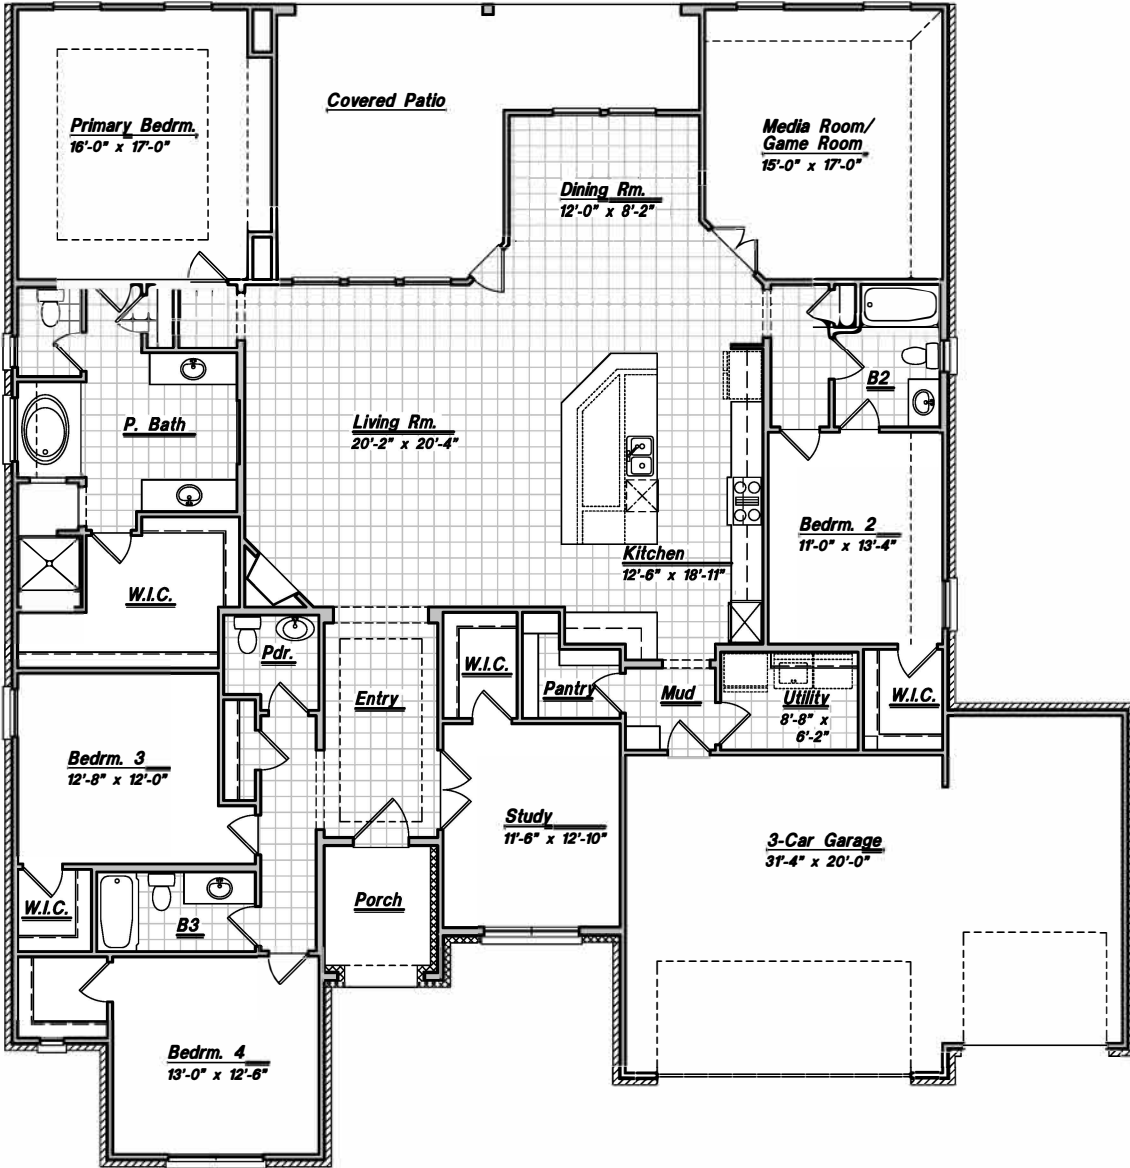 Covered Patio
Primary Bedrm.
16'-0" x 17'-0"
Media Room/
Game Room
15'-0" x 17'-0"
Dining Rm.
12'-0" x 8'-2"
B2
P. Bath
Living Rm.
20'-2" x 20'-4"
Bedrm. 2
11'-0" x 13'-4"
Kitchen
12'-6" x 18'-11"
W.I.C.
Pdr.
W.I.C.
Pantry
Mud
Utility
8'-8" x
6'-2"
W.I.C.
Entry
Bedrm. 3
12'-8" x 12'-0"
Study
11'-6" x 12'-10"
3-Car Garage
31'-4" x 20'-0"
W.I.C.
B3
Porch
Bedrm. 4
13'-0" x 12'-6"